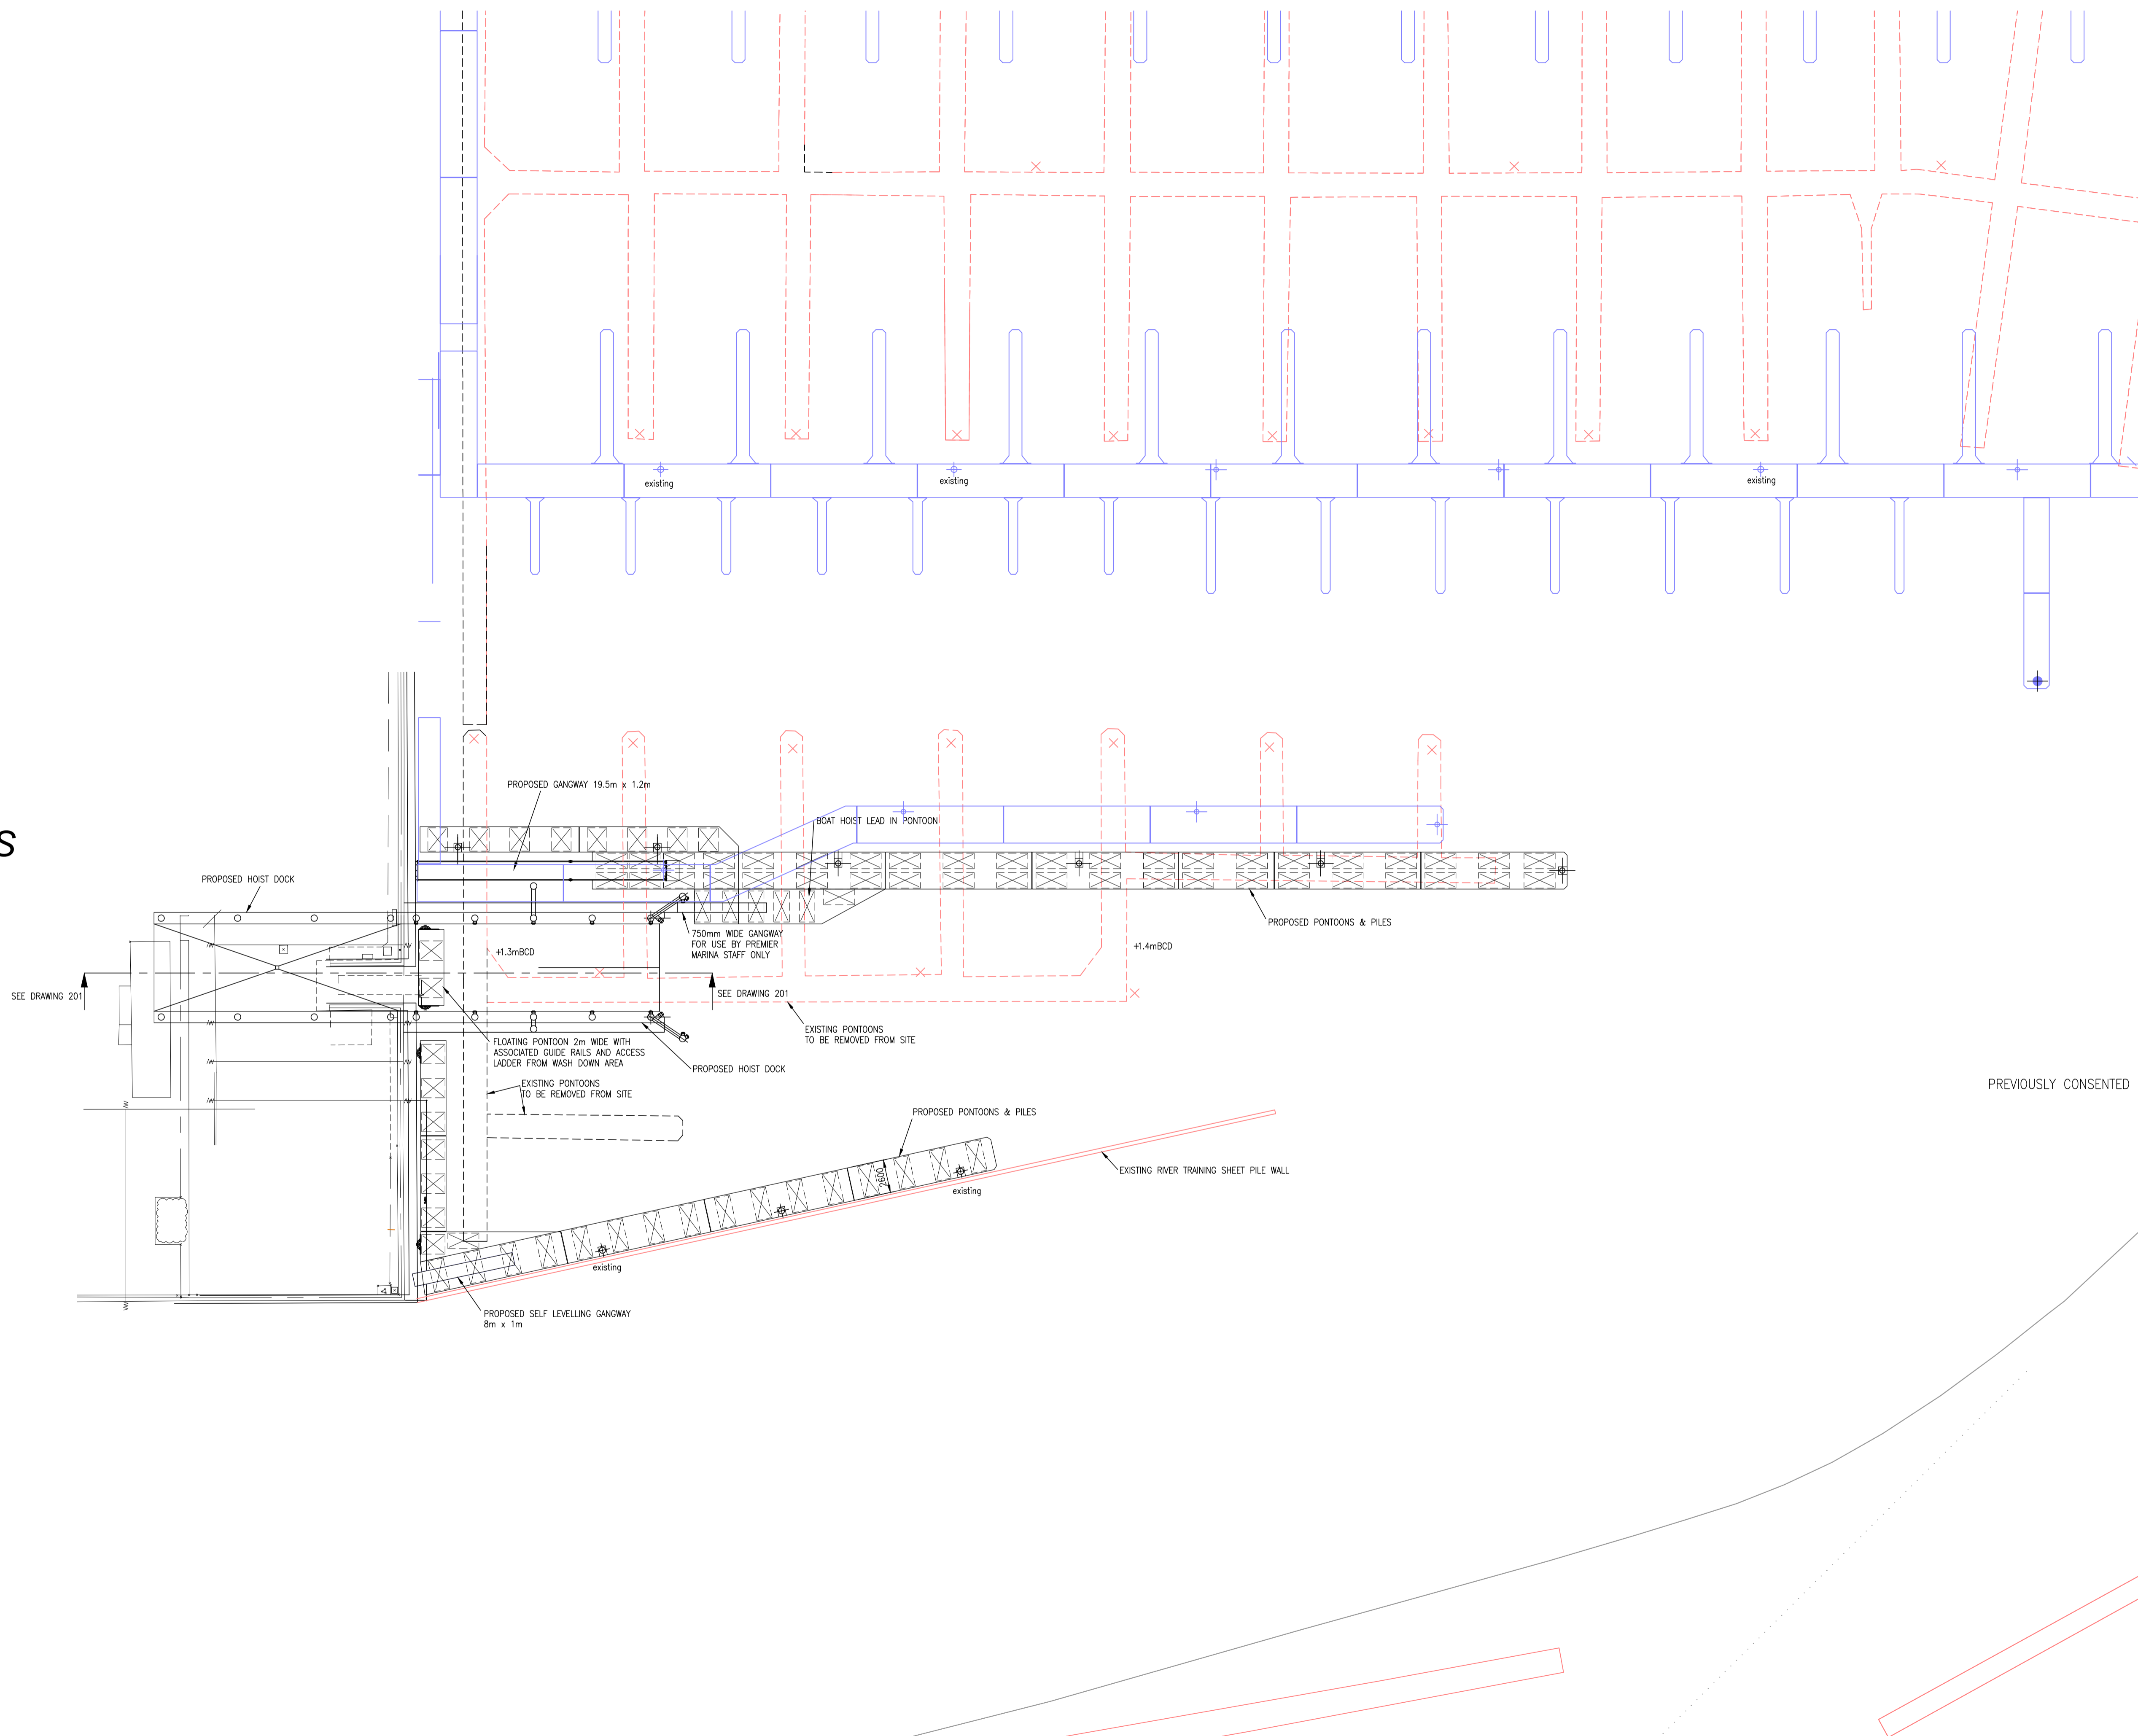 existing
existing
existing
PROPOSED GANGWAY 19.5m x 1.2m
BOAT HOIST LEAD IN PONTOON
S
PROPOSED HOIST DOCK
PROPOSED PONTOONS & PILES
750mm WIDE GANGWAY
FOR USE BY PREMIER
MARINA STAFF ONLY
+1.3mBCD
+1.4mBCD
SEE DRAWING 201
SEE DRAWING 201
EXISTING PONTOONS
TO BE REMOVED FROM SITE
FLOATING PONTOON 2m WIDE WITH
ASSOCIATED GUIDE RAILS AND ACCESS
LADDER FROM WASH DOWN AREA
PROPOSED HOIST DOCK
EXISTING PONTOONS
TO BE REMOVED FROM SITE
PREVIOUSLY CONSENTED
PROPOSED PONTOONS & PILES
EXISTING RIVER TRAINING SHEET PILE WALL
2600
existing
existing
PROPOSED SELF LEVELLING GANGWAY
8m x 1m